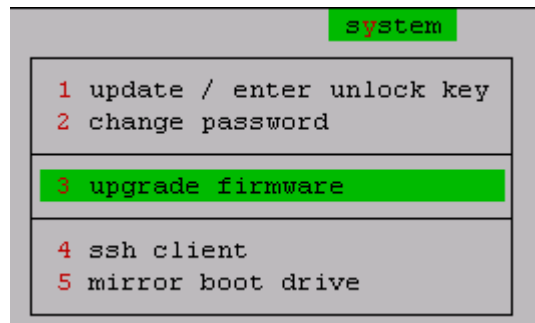 system
1 update / enter unlock key
2 change password
3 upgrade firmware
4 ssh client
5 mirror boot drive